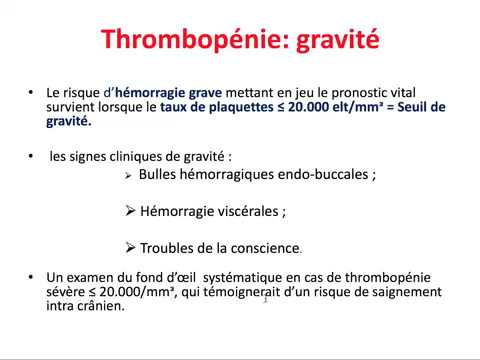 Thrombopénie: gravité
• Le risque d'hémorragie grave mettant en jeu le pronostic vital
survient lorsque le taux de plaquettes ≤ 20.000 elt/mm³ = Seuil de
gravité.
• les signes cliniques de gravité :
➢ Bulles hémorragiques endo-buccales ;
➢ Hémorragie viscérales ;
➢ Troubles de la conscience.
• Un examen du fond d'œil systématique en cas de thrombopénie
sévère ≤ 20.000/mm³, qui témoignerait d'un risque de saignement
intra crânien.